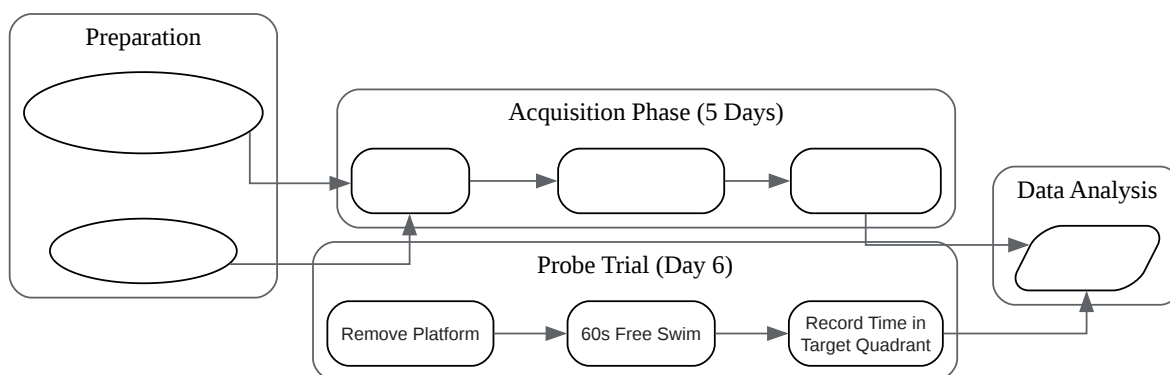 Preparation
Acquisition Phase (5 Days)
Data Analysis
Probe Trial (Day 6)
Remove Platform
60s Free Swim
Record Time in
Target Quadrant